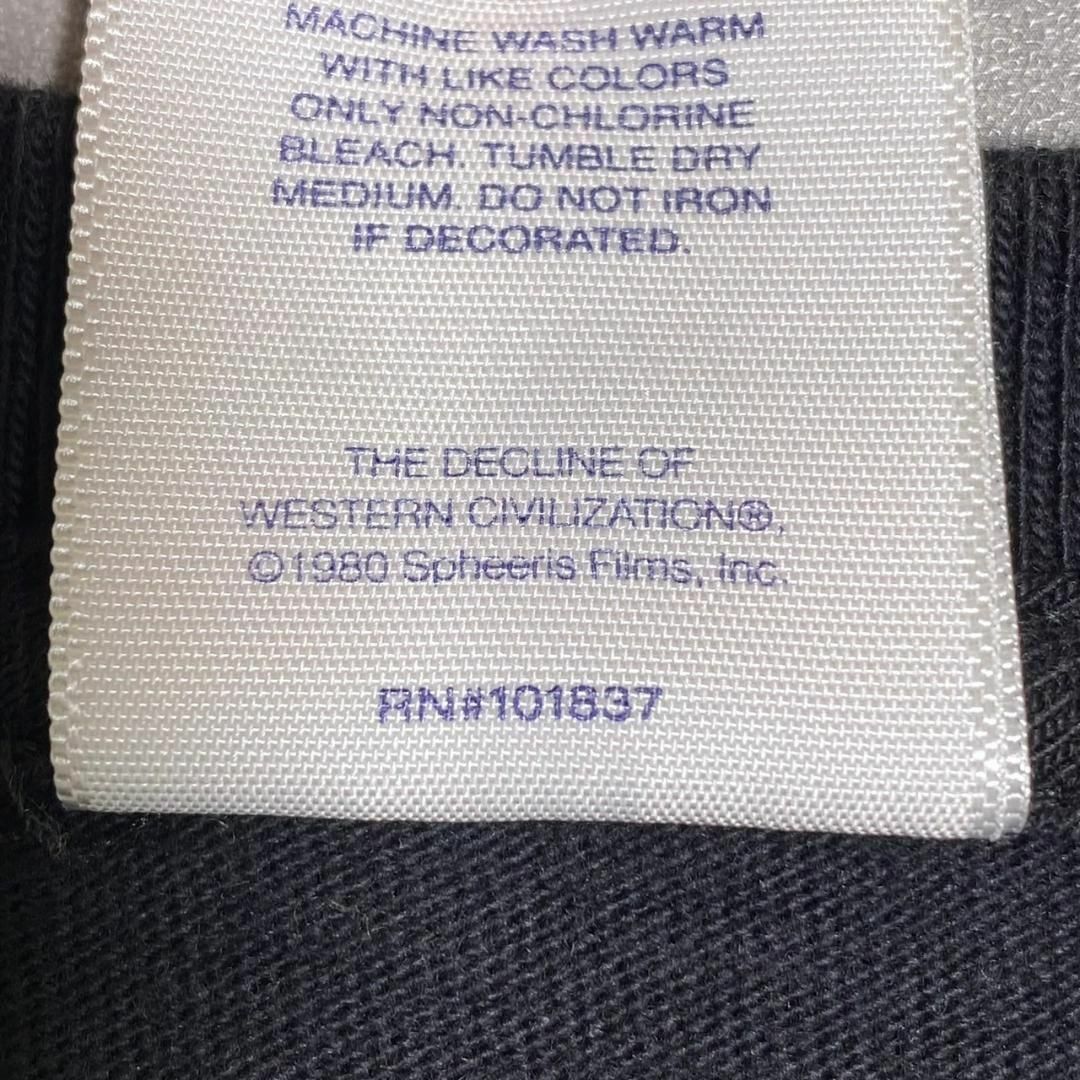 MACHINE WASH WARM
WITH LIKE COLORS
ONLY NON-CHLORINE
BLEACH. TUMBLE DRY
MEDIUM. DO NOT IRON
IF DECORATED.
THE DECLINE OF
WESTERN CIVILIZATION®,
©1980 Spheeris Films, Inc.
RN#101837